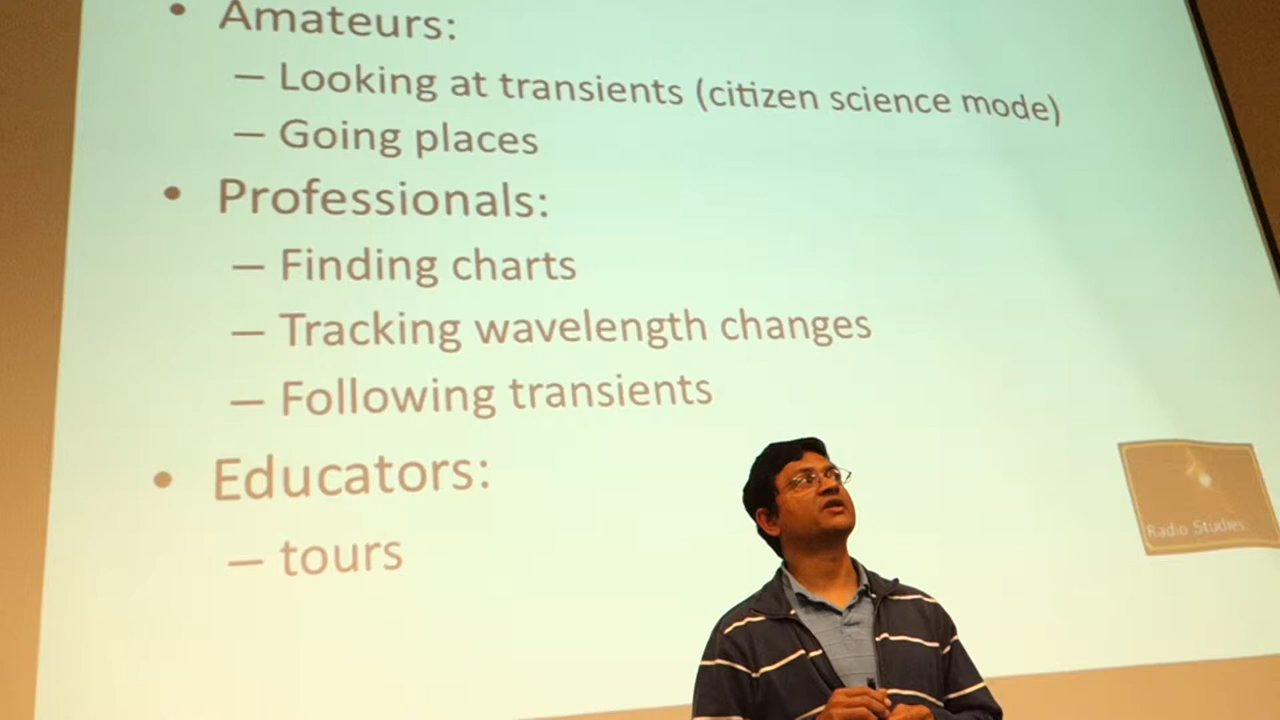 • Amateurs:
– Looking at transients (citizen science mode)
– Going places
• Professionals:
– Finding charts
– Tracking wavelength changes
– Following transients
• Educators:
– tours
Radio Studies